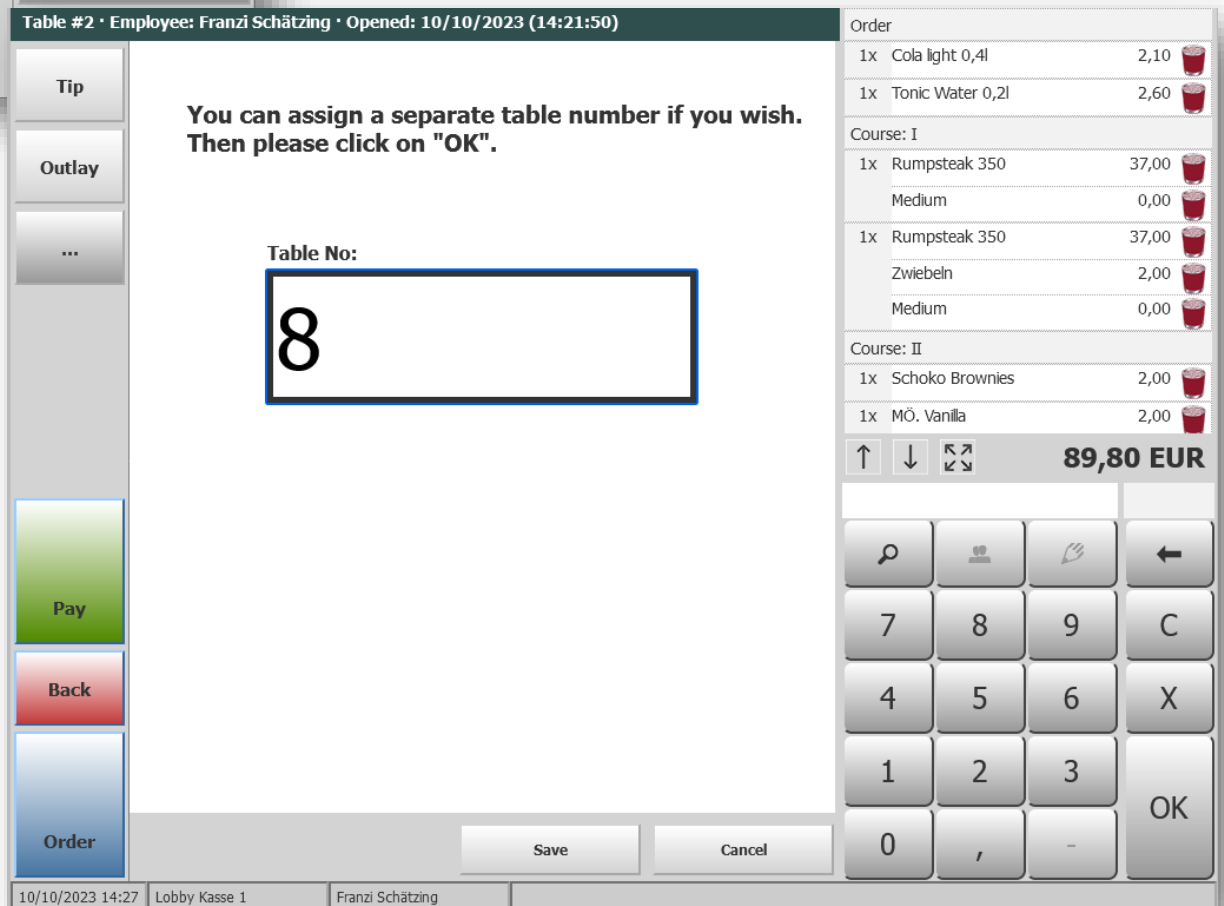 Table #2 · Employee: Franzi Schätzing · Opened: 10/10/2023 (14:21:50)
Tip
Outlay
...
Pay
Back
Order
You can assign a separate table number if you wish.
Then please click on "OK".
Table No:
8
Save
Cancel
Order
1x Cola light 0,4l 2,10
1x Tonic Water 0,2l 2,60
Course: I
1x Rumpsteak 350 37,00
Medium 0,00
1x Rumpsteak 350 37,00
Zwiebeln 2,00
Medium 0,00
Course: II
1x Schoko Brownies 2,00
1x MÖ. Vanilla 2,00
↑ ↓ 89,80 EUR
7 8 9 C
4 5 6 X
1 2 3
OK
0 , -
10/10/2023 14:27 Lobby Kasse 1 Franzi Schätzing